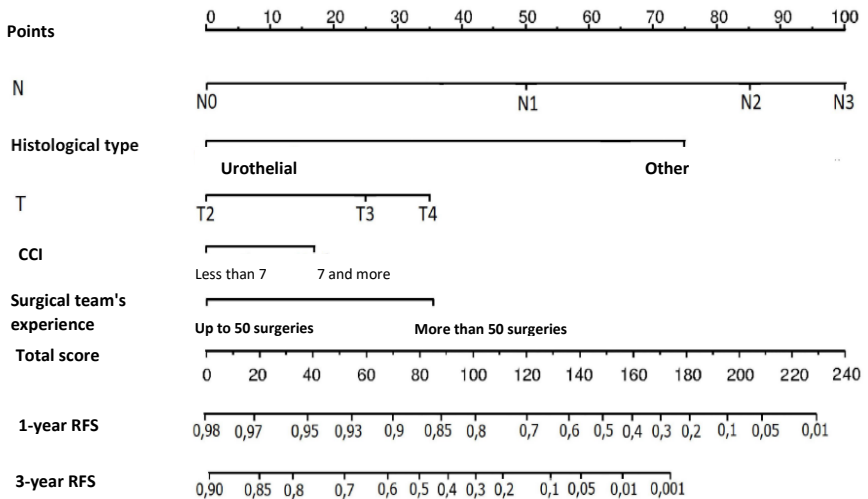 Points
0 10 20 30 40 50 60 70 80 90 100
N
N0 N1 N2 N3
Histological type
Urothelial Other
T
T2 T3 T4
CCI
Less than 7 7 and more
Surgical team's
experience
Up to 50 surgeries More than 50 surgeries
Total score
0 20 40 60 80 100 120 140 160 180 200 220 240
1-year RFS
0,98 0,97 0,95 0,93 0,9 0,85 0,8 0,7 0,6 0,5 0,4 0,3 0,2 0,1 0,05 0,01
3-year RFS
0,90 0,85 0,8 0,7 0,6 0,5 0,4 0,3 0,2 0,1 0,05 0,01 0,001